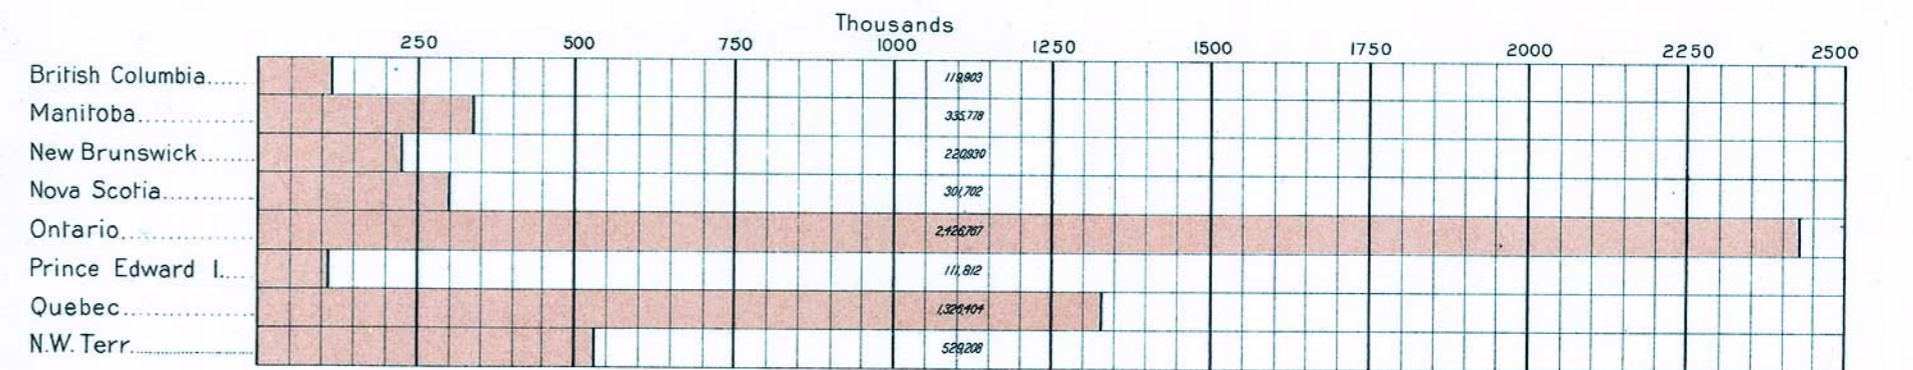 Thousands
250 500 750 1000 1250 1500 1750 2000 2250 2500
British Columbia...... 119,903
Manitoba............ 335,778
New Brunswick....... 220,930
Nova Scotia............ 301,702
Ontario................. 2,426,767
Prince Edward I..... 111,812
Quebec................ 1,326,404
N.W. Terr................. 529,208